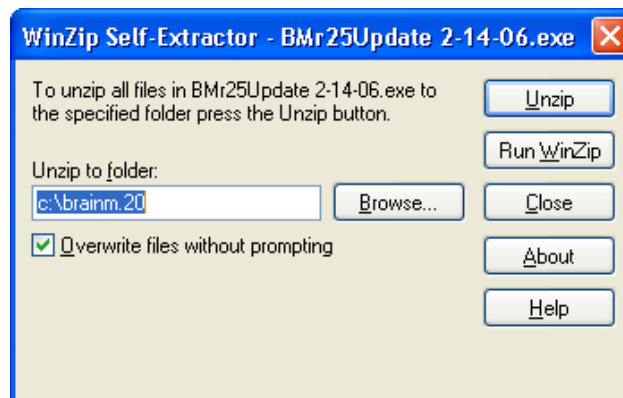 WinZip Self-Extractor - BMr25Update 2-14-06.exe
To unzip all files in BMr25Update 2-14-06.exe to
the specified folder press the Unzip button.
Unzip to folder:
c:\brainm.20
Browse...
Overwrite files without prompting
Unzip
Run WinZip
Close
About
Help